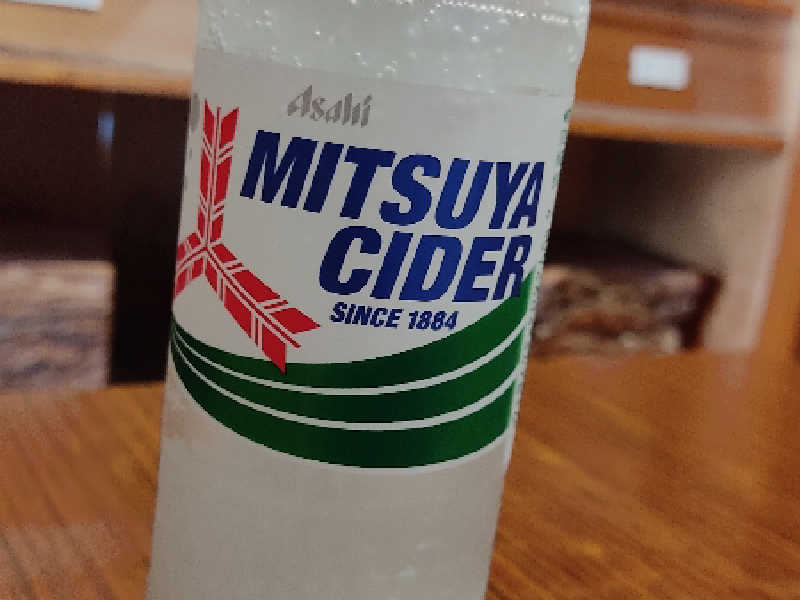 Asahi
MITSUYA
CIDER
SINCE 1884